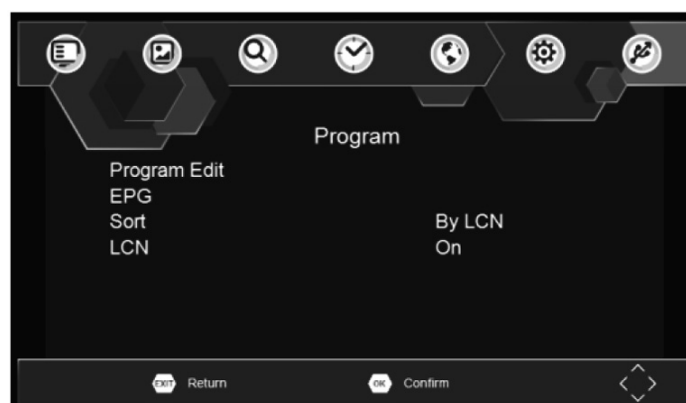 Program
Program Edit
EPG
Sort By LCN
LCN On
EXIT Return OK Confirm